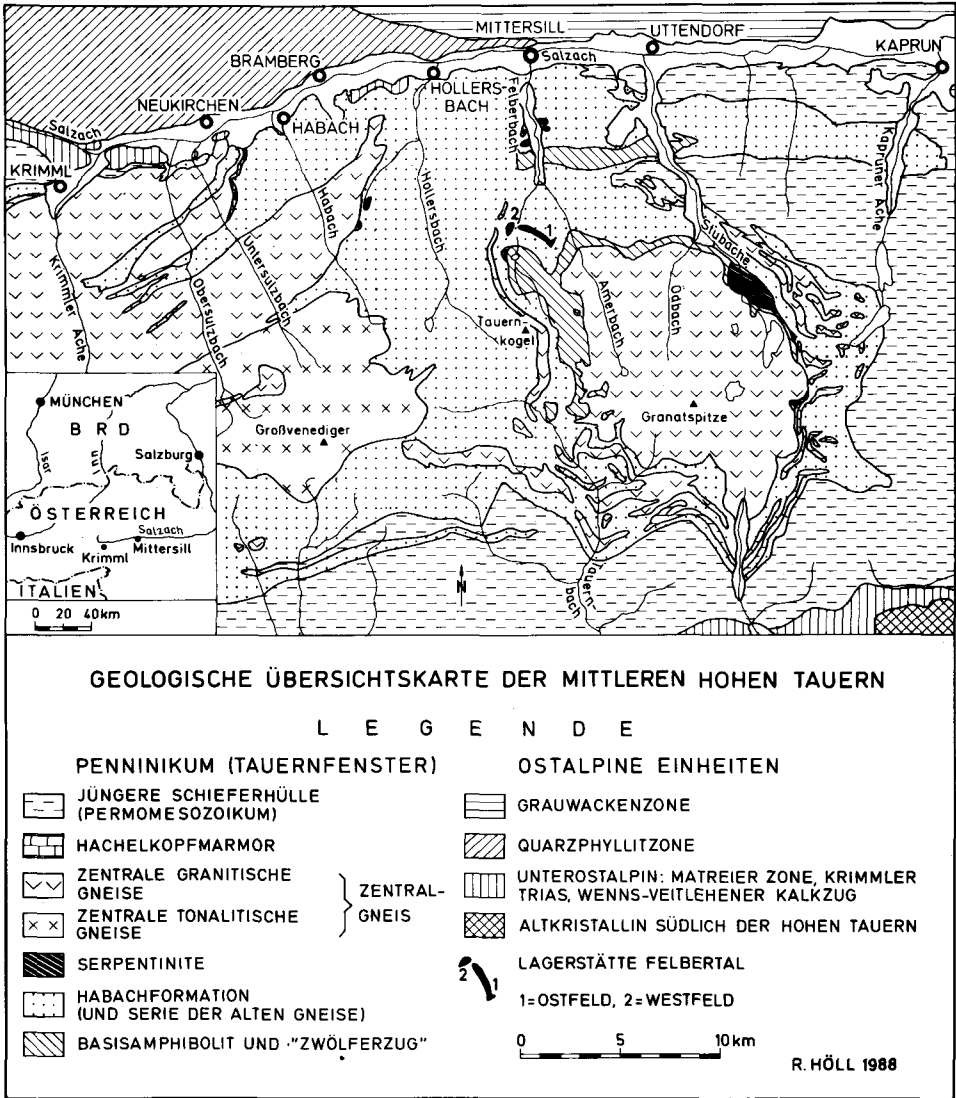 MITTERSILL
UTTENDORF
KAPRUN
BRAMBERG
Salzach
HOLLERS-
BACH
NEUKIRCHEN
HABACH
Salzach
KRIMML
Felberbach
Kapruner Ache
Hollersbach
Habach
Untersulzbach
Obersulzbach
Krimmler Ache
Stubache
2
1
Amerbach
Ödbach
Tauern-
kogel
Granatspitze
Großvenediger
Tauern-
bach
N
MÜNCHEN
BRD
Isar
Inn
Salzburg
ÖSTERREICH
Salzach
Innsbruck
Krimml
Mittersill
ITALIEN
0 20 40km
GEOLOGISCHE ÜBERSICHTSKARTE DER MITTLEREN HOHEN TAUERN
LEGENDE
PENNINIKUM (TAUERNFENSTER)
JÜNGERE SCHIEFERHÜLLE
(PERMOMESOZOIKUM)
HACHELKOPFMARMOR
ZENTRALE GRANITISCHE
GNEISE
ZENTRALE TONALITISCHE
GNEISE
ZENTRAL-
GNEIS
SERPENTINITE
HABACHFORMATION
(UND SERIE DER ALTEN GNEISE)
BASISAMPHIBOLIT UND "ZWÖLFERZUG"
OSTALPINE EINHEITEN
GRAUWACKENZONE
QUARZPHYLLITZONE
UNTEROSTALPIN: MATREIER ZONE, KRIMMLER
TRIAS, WENNS-VEITLEHENER KALKZUG
ALTKRISTALLIN SÜDLICH DER HOHEN TAUERN
2
1
LAGERSTÄTTE FELBERTAL
1=OSTFELD, 2=WESTFELD
0 5 10km
R. HÖLL 1988